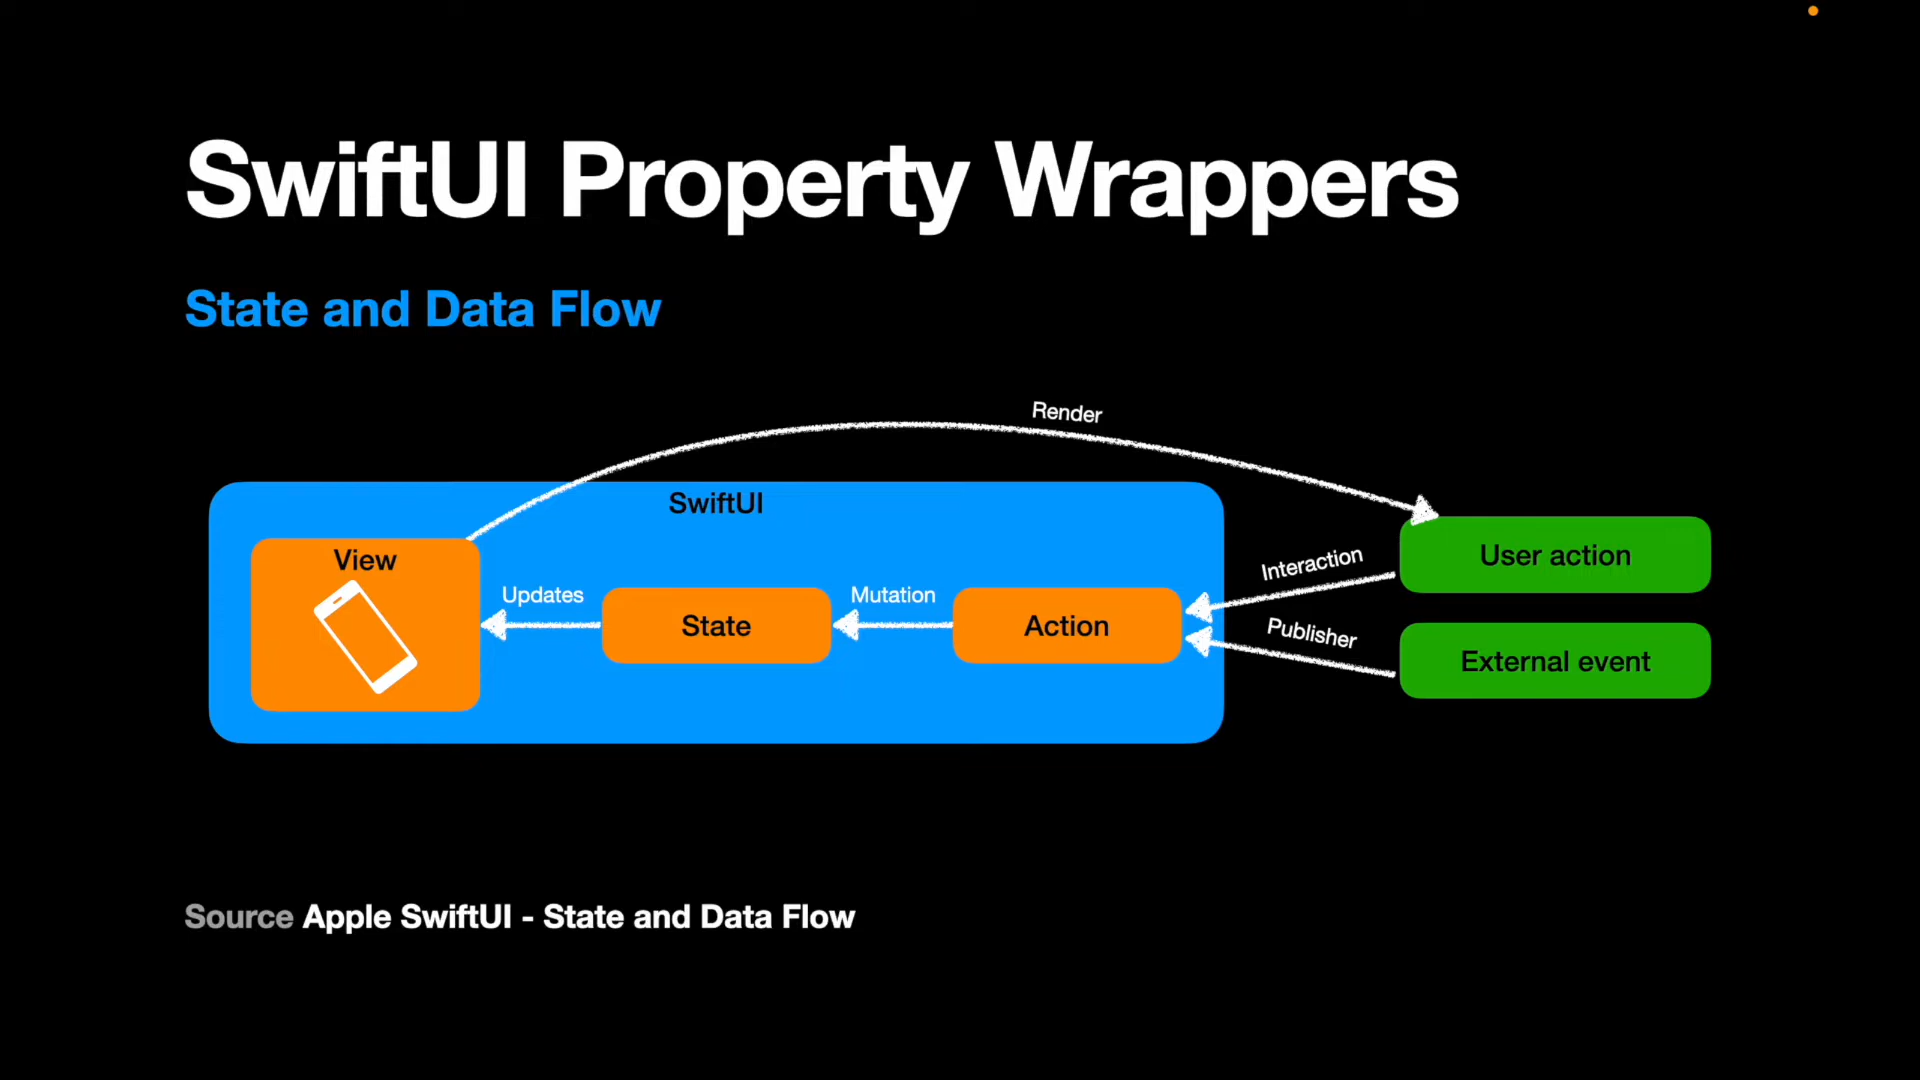 SwiftUI Property Wrappers
State and Data Flow
Render
SwiftUI
View
Updates
State
Mutation
Action
Interaction
Publisher
User action
External event
Source Apple SwiftUI - State and Data Flow